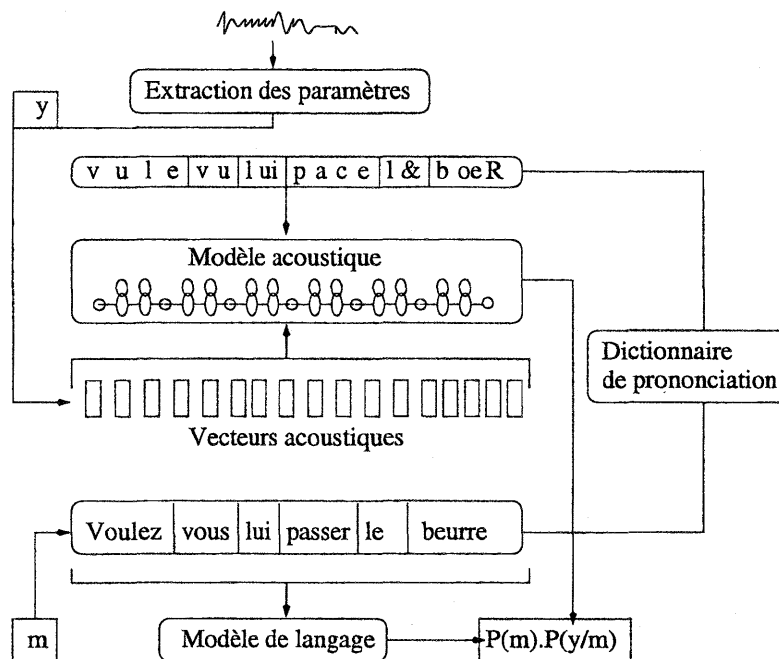 Extraction des paramètres
y
v u l e vu lui p a c e l & b oe R
Modèle acoustique
Dictionnaire
de prononciation
Vecteurs acoustiques
Voulez vous lui passer le beurre
m
Modèle de langage
P(m).P(y/m)